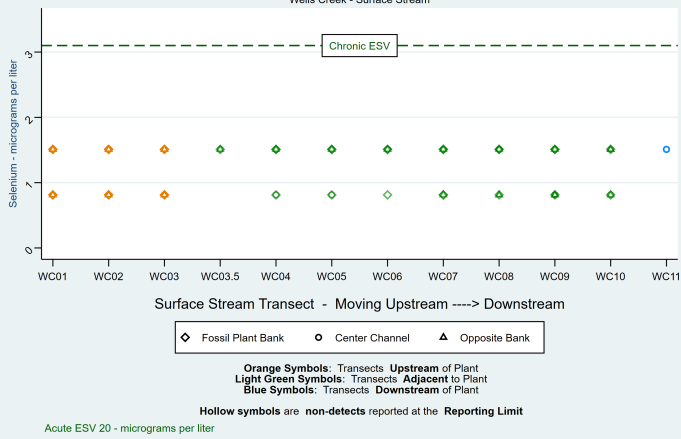 Wells Creek - Surface Stream
Chronic ESV
Selenium - micrograms per liter
3
2
1
0
WC01 WC02 WC03 WC03.5 WC04 WC05 WC06 WC07 WC08 WC09 WC10 WC11
Surface Stream Transect - Moving Upstream ----> Downstream
Fossil Plant Bank Center Channel Opposite Bank
Orange Symbols: Transects Upstream of Plant
Light Green Symbols: Transects Adjacent to Plant
Blue Symbols: Transects Downstream of Plant
Hollow symbols are non-detects reported at the Reporting Limit
Acute ESV 20 - micrograms per liter